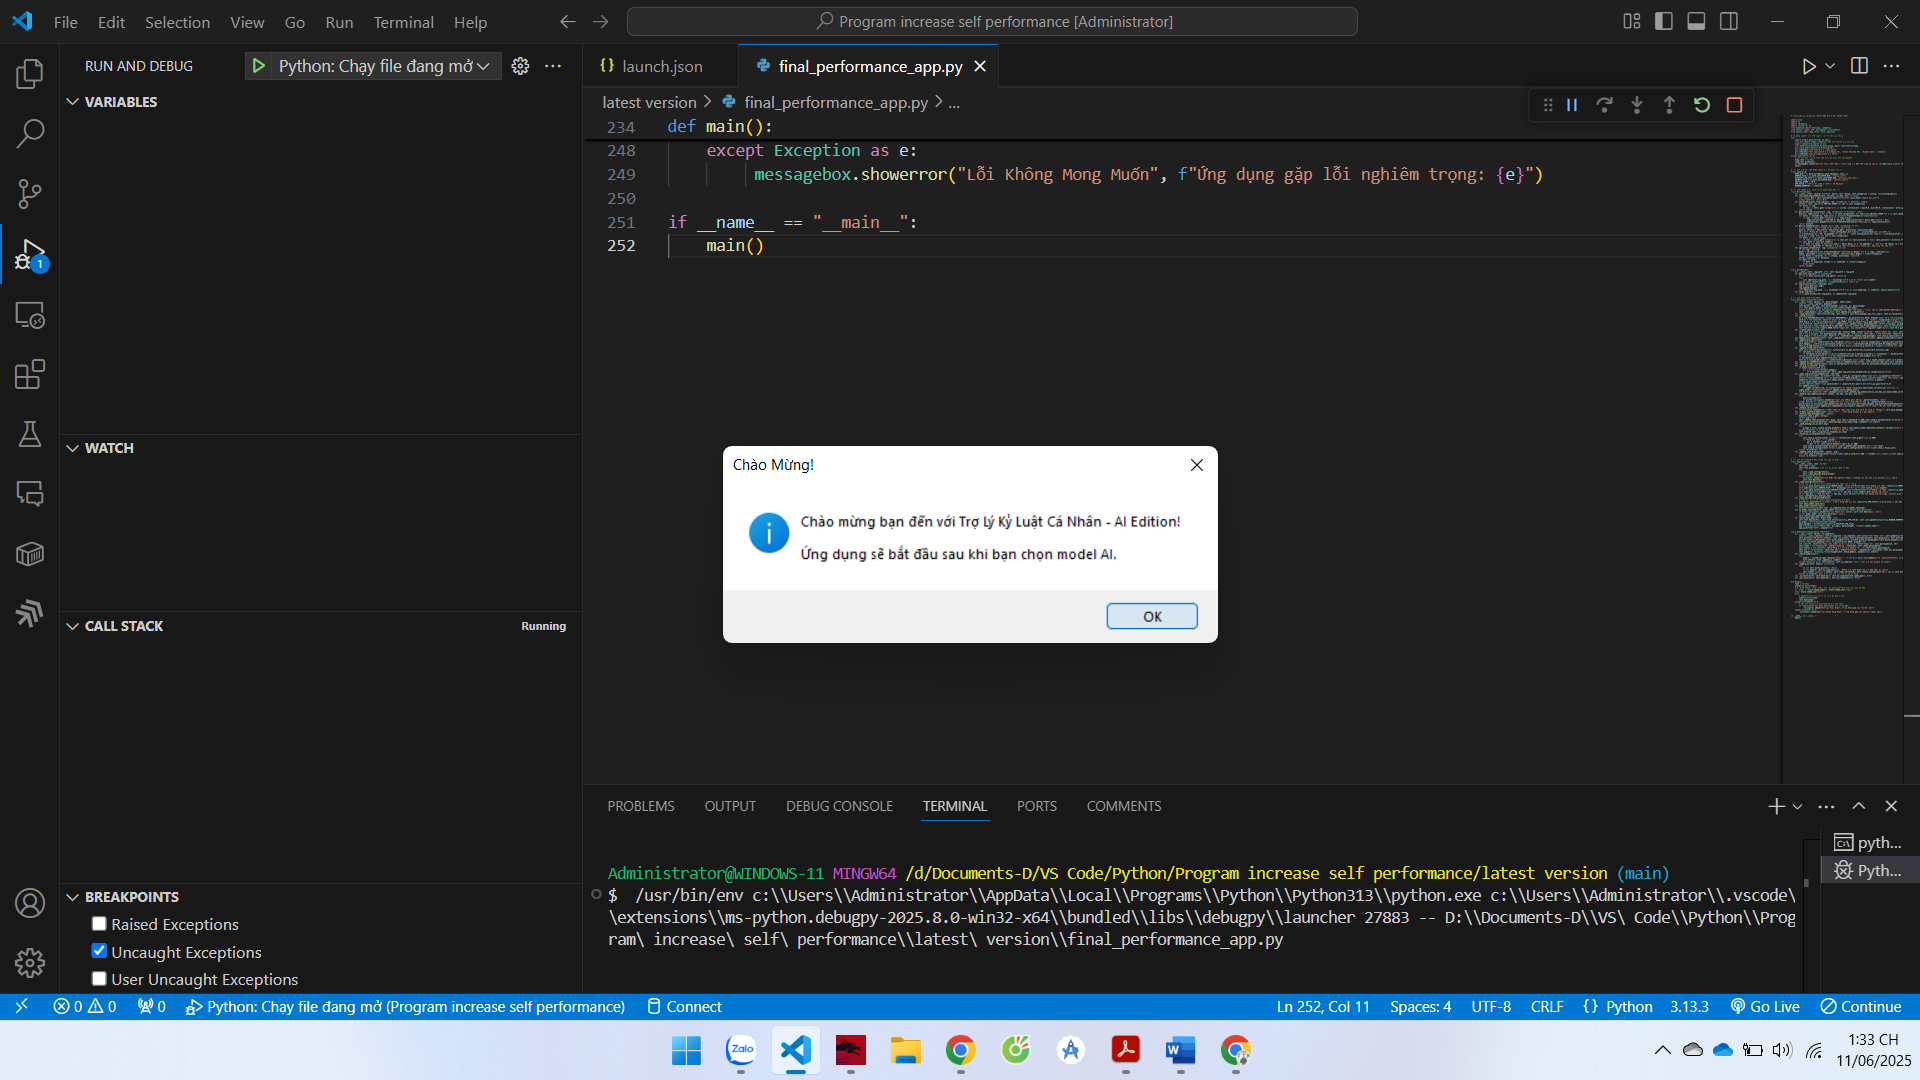 File Edit Selection View Go Run Terminal Help
Program increase self performance [Administrator]
RUN AND DEBUG
Python: Chạy file đang mở
launch.json
final_performance_app.py
VARIABLES
latest version > final_performance_app.py > ...
234 def main():
248 except Exception as e:
249 messagebox.showerror("Lỗi Không Mong Muốn", f"Ứng dụng gặp lỗi nghiêm trọng: {e}")
250
251 if __name__ == "__main__":
252 main()
1
WATCH
Chào Mừng!
Chào mừng bạn đến với Trợ Lý Kỷ Luật Cá Nhân - AI Edition!
Ứng dụng sẽ bắt đầu sau khi bạn chọn model AI.
OK
CALL STACK
Running
PROBLEMS OUTPUT DEBUG CONSOLE TERMINAL PORTS COMMENTS
Administrator@WINDOWS-11 MINGW64 /d/Documents-D/VS Code/Python/Program increase self performance/latest version (main)
$ /usr/bin/env c:\\Users\\Administrator\\AppData\\Local\\Programs\\Python\\Python313\\python.exe c:\\Users\\Administrator\\.vscode\
\extensions\\ms-python.debugpy-2025.8.0-win32-x64\\bundled\\libs\\debugpy\\launcher 27883 -- D:\\Documents-D\\VS\ Code\\Python\\Prog
ram\ increase\ self\ performance\\latest\ version\\final_performance_app.py
pyth...
Pyth...
BREAKPOINTS
Raised Exceptions
Uncaught Exceptions
User Uncaught Exceptions
0 0 0 Python: Chạy file đang mở (Program increase self performance) Connect
Ln 252, Col 11 Spaces: 4 UTF-8 CRLF {} Python 3.13.3 Go Live Continue
Zalo
1:33 CH
11/06/2025